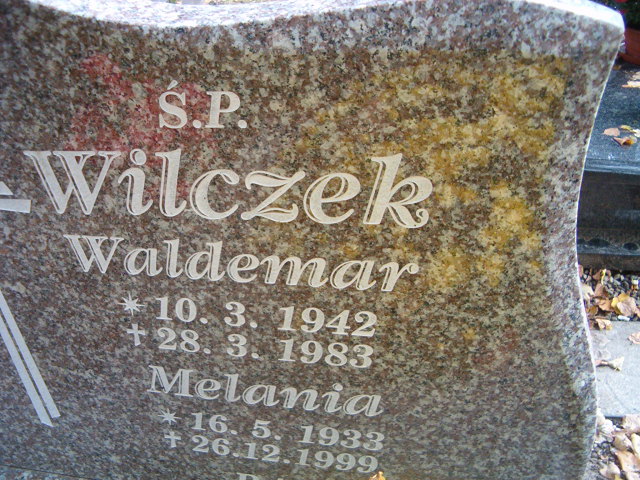 Ś.P.
Wilczek
Waldemar
* 10. 3. 1942
✝ 28. 3. 1983
Melania
* 16. 5. 1933
✝ 26.12.1999